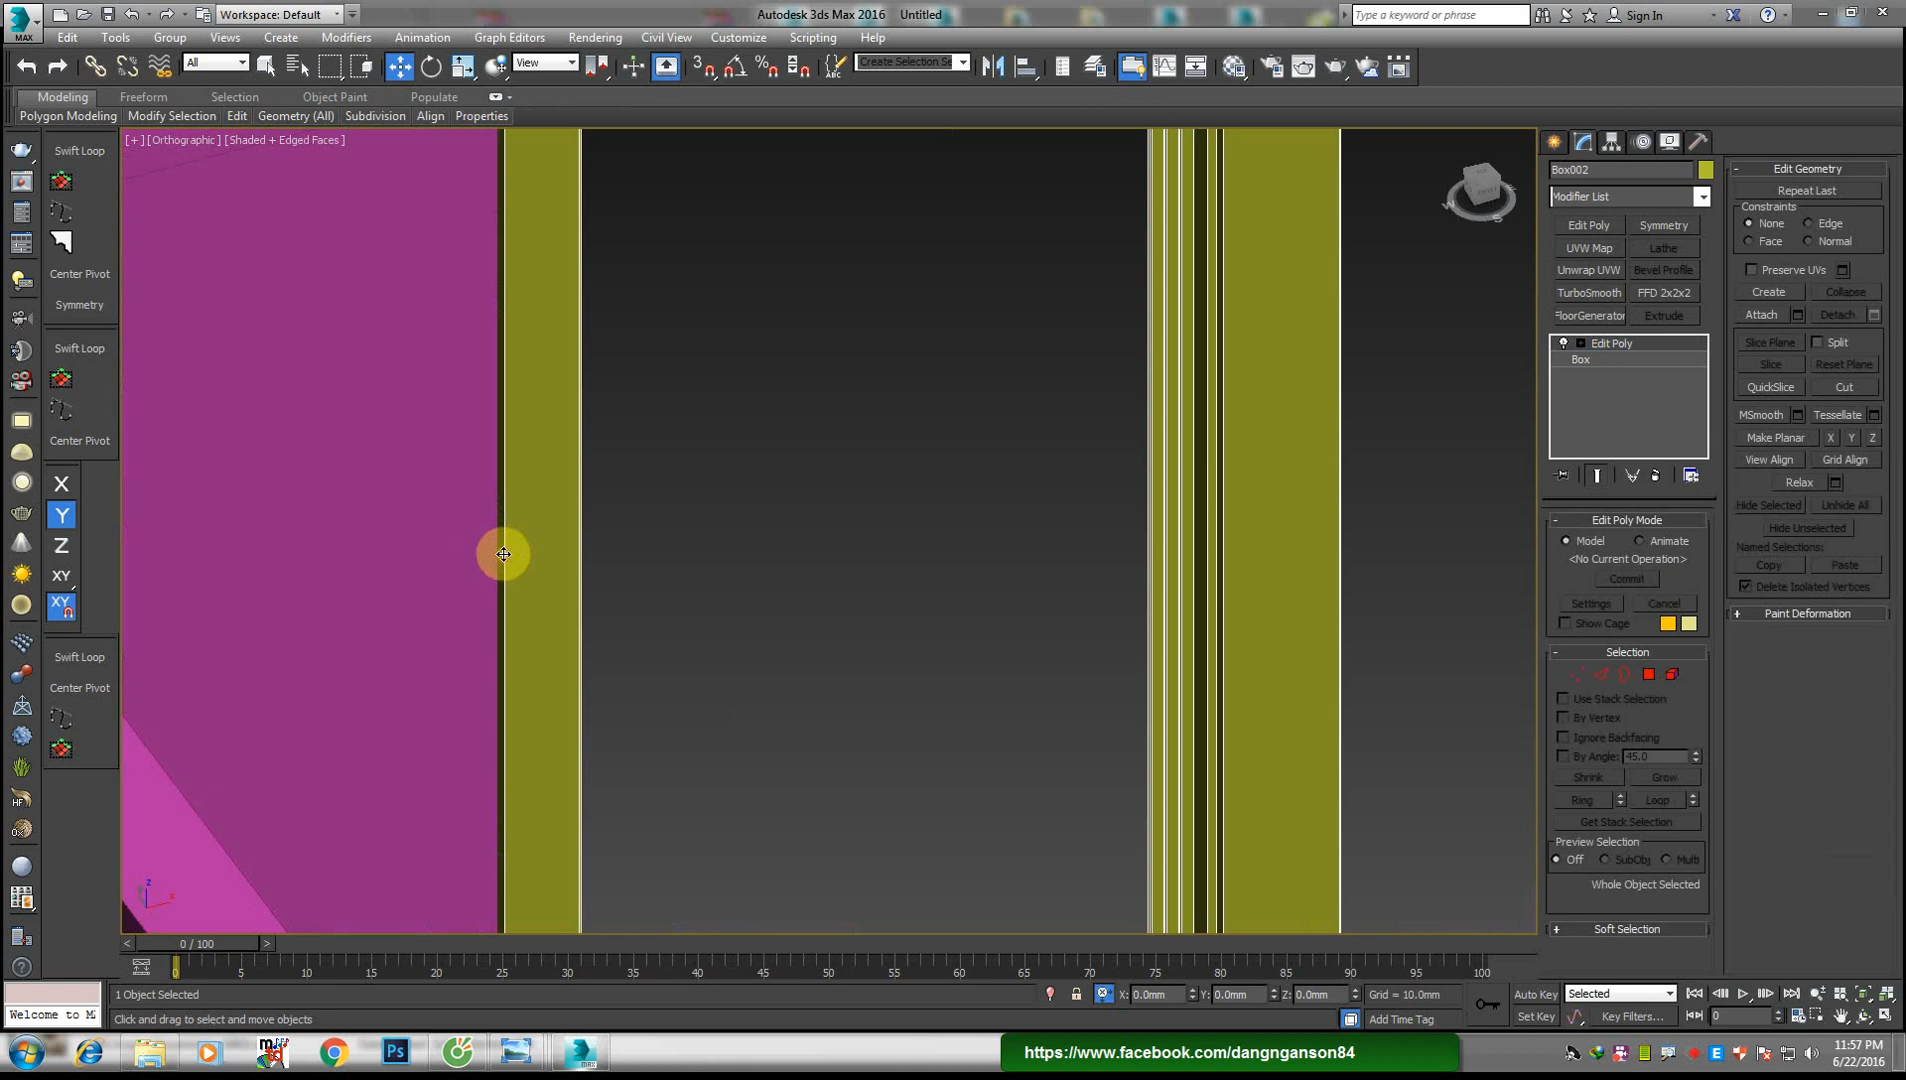 MAX
Workspace: Default
Autodesk 3ds Max 2016 Untitled
Type a keyword or phrase
Sign In
Edit Tools Group Views Create Modifiers Animation Graph Editors Rendering Civil View Customize Scripting Help
All
View
3
Create Selection Se
Modeling Freeform Selection Object Paint Populate
Polygon Modeling Modify Selection Edit Geometry (All) Subdivision Align Properties
[+] [Orthographic] [Shaded + Edged Faces]
Swift Loop
Center Pivot
Symmetry
Swift Loop
Center Pivot
X
Y
Z
XY
XY
Swift Loop
Center Pivot
Box002
Modifier List
Edit Poly Symmetry
UVW Map Lathe
Unwrap UVW Bevel Profile
TurboSmooth FFD 2x2x2
FloorGenerator Extrude
Edit Poly
Box
Edit Poly Mode
Model Animate
<No Current Operation>
Commit
Settings Cancel
Show Cage
Selection
Use Stack Selection
By Vertex
Ignore Backfacing
By Angle: 45.0
Shrink Grow
Ring Loop
Get Stack Selection
Preview Selection
Off SubObj Multi
Whole Object Selected
Soft Selection
Edit Geometry
Repeat Last
Constraints
None Edge
Face Normal
Preserve UVs
Create Collapse
Attach Detach
Slice Plane Split
Slice Reset Plane
QuickSlice Cut
MSmooth Tessellate
Make Planar X Y Z
View Align Grid Align
Relax
Hide Selected Unhide All
Hide Unselected
Named Selections:
Copy Paste
Delete Isolated Vertices
Paint Deformation
z
x
< 0 / 100 >
0 5 10 15 20 25 30 35 40 45 50 55 60 65 70 75 80 85 90 95 100
1 Object Selected
X: 0.0mm Y: 0.0mm Z: 0.0mm Grid = 10.0mm
Auto Key Selected
Welcome to M
Click and drag to select and move objects
Add Time Tag
Set Key Key Filters... 0
https://www.facebook.com/dangnganson84
11:57 PM
6/22/2016